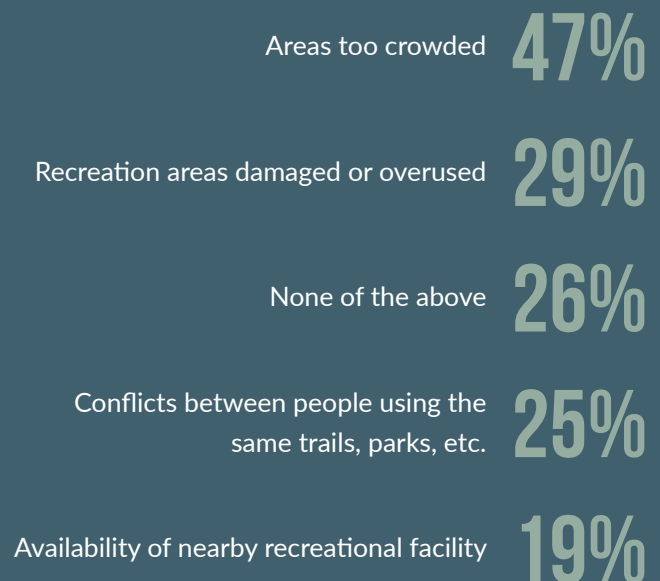 Areas too crowded 47%
Recreation areas damaged or overused 29%
None of the above 26%
Conflicts between people using the
same trails, parks, etc. 25%
Availability of nearby recreational facility 19%